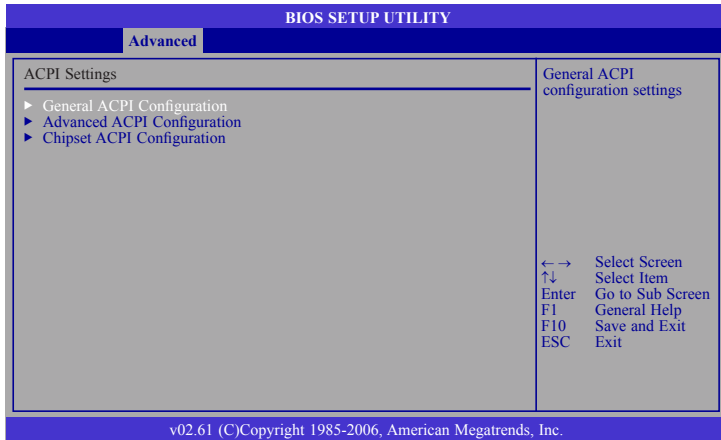 BIOS SETUP UTILITY
Advanced
ACPI Settings
▶ General ACPI Configuration
▶ Advanced ACPI Configuration
▶ Chipset ACPI Configuration
General ACPI
configuration settings
←→ Select Screen
↑↓ Select Item
Enter Go to Sub Screen
F1 General Help
F10 Save and Exit
ESC Exit
v02.61 (C)Copyright 1985-2006, American Megatrends, Inc.